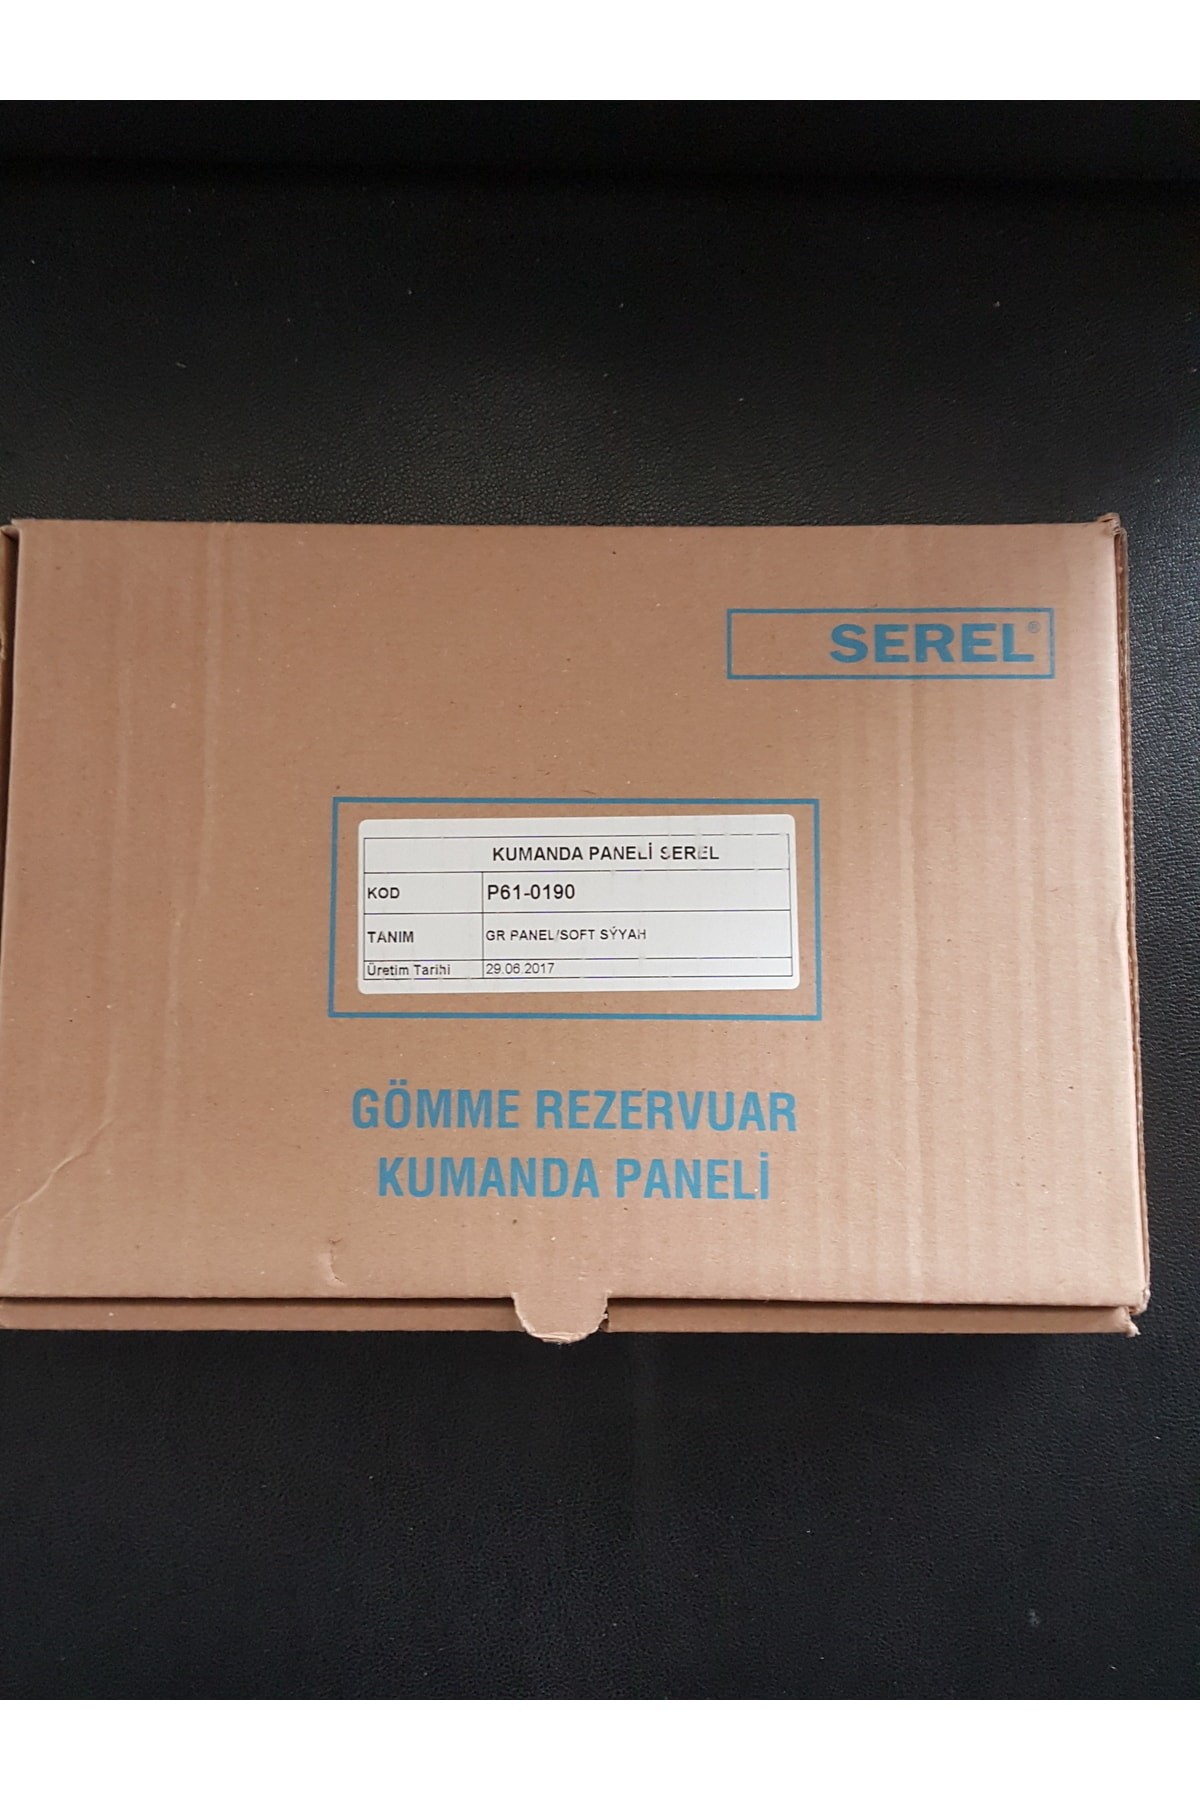 SEREL®
KUMANDA PANELİ SEREL
KOD P61-0190
TANIM GR PANEL/SOFT SÝYAH
Üretim Tarihi 29.06.2017
GÖMME REZERVUAR
KUMANDA PANELİ